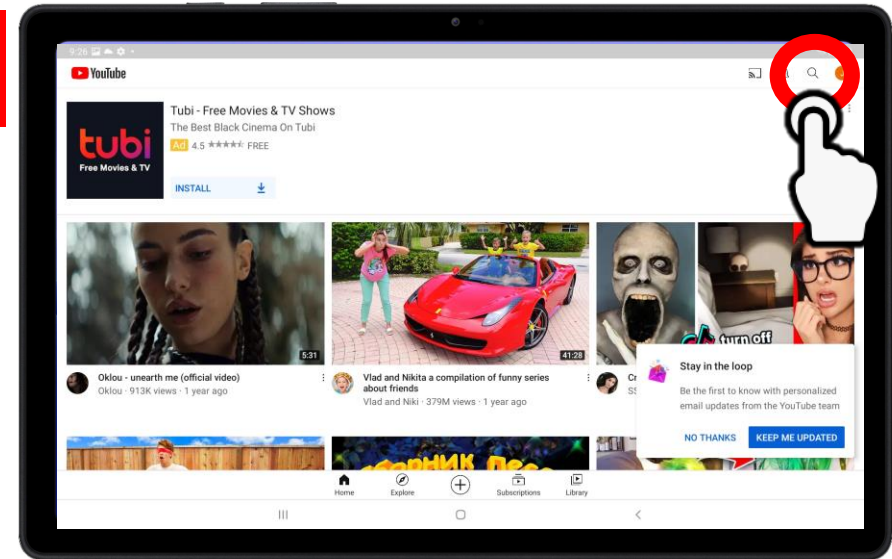 9:26
YouTube
Tubi - Free Movies & TV Shows
The Best Black Cinema On Tubi
Ad 4.5 ★★★★ FREE
tubi
Free Movies & TV
INSTALL
turn off
5:31
41:28
Oklou - unearth me (official video)
Oklou · 913K views · 1 year ago
Vlad and Nikita a compilation of funny series
about friends
Vlad and Niki · 379M views · 1 year ago
Stay in the loop
Be the first to know with personalized
email updates from the YouTube team
NO THANKS
KEEP ME UPDATED
Home
Explore
Subscriptions
Library